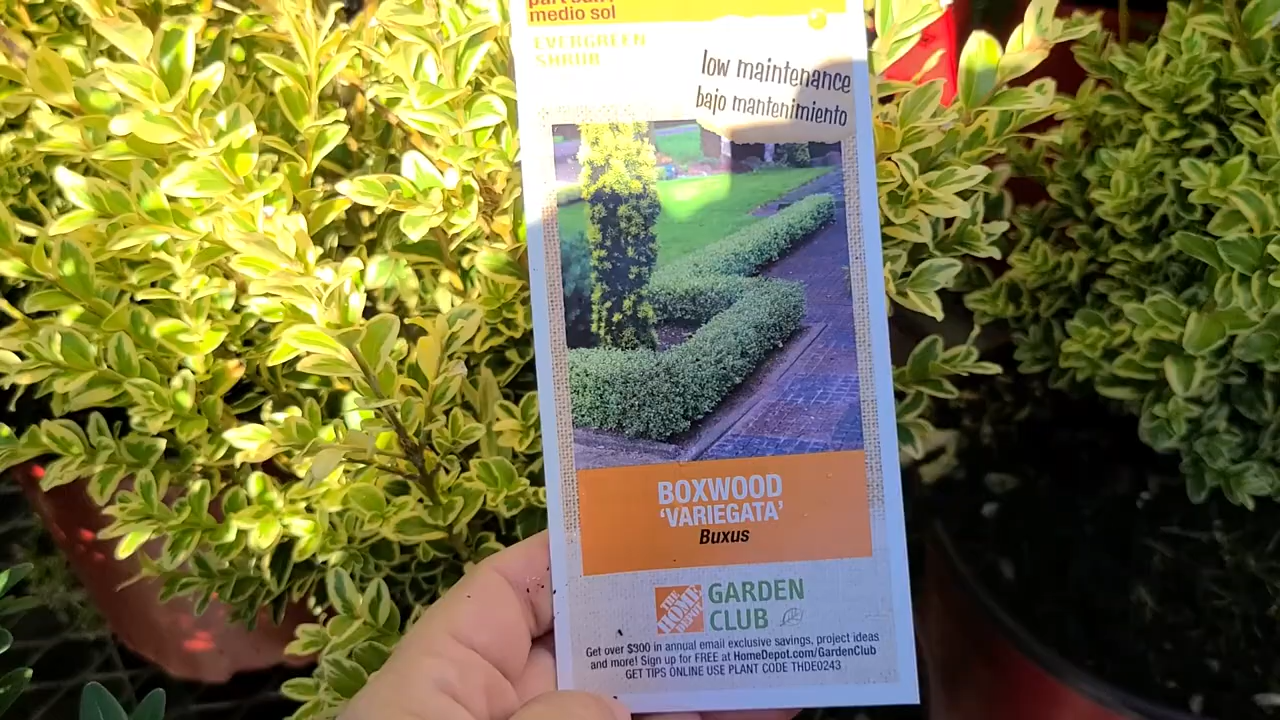 part sun /
medio sol
EVERGREEN
SHRUB
low maintenance
bajo mantenimiento
BOXWOOD
'VARIEGATA'
Buxus
THE
HOME
DEPOT
GARDEN
CLUB
Get over $300 in annual email exclusive savings, project ideas
and more! Sign up for FREE at HomeDepot.com/GardenClub
GET TIPS ONLINE USE PLANT CODE THDE0243